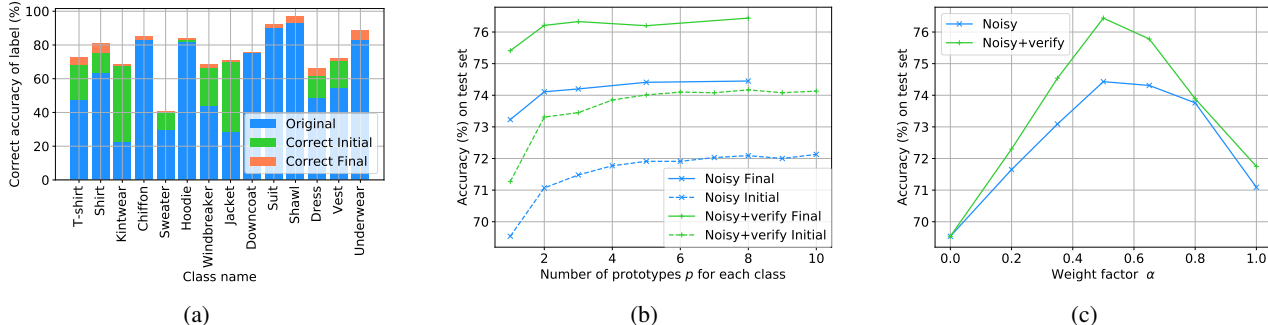 Correct accuracy of label (%)
100
80
60
40
20
0
Original
Correct Initial
Correct Final
T-shirt
Shirt
Kintwear
Chiffon
Sweater
Hoodie
Windbreaker
Jacket
Downcoat
Suit
Shawl
Dress
Vest
Underwear
Class name
(a)
Accuracy (%) on test set
76
75
74
73
72
71
70
Noisy Final
Noisy Initial
Noisy+verify Final
Noisy+verify Initial
2 4 6 8 10
Number of prototypes p for each class
(b)
Accuracy (%) on test set
76
75
74
73
72
71
70
Noisy
Noisy+verify
0.0 0.2 0.4 0.6 0.8 1.0
Weight factor α
(c)